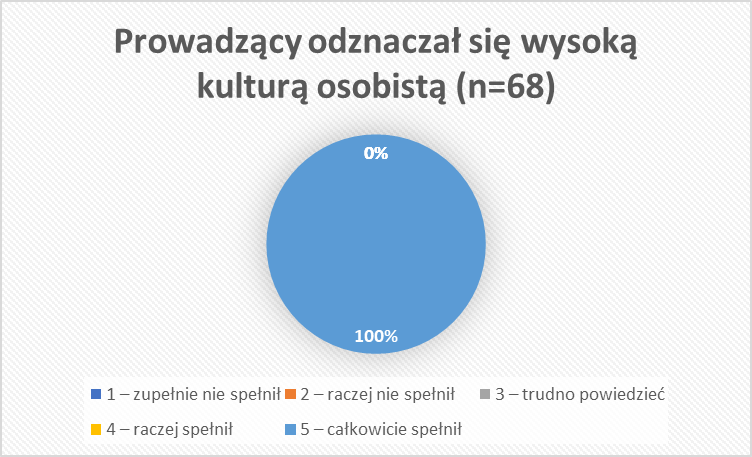 Prowadzący odznaczał się wysoką
kulturą osobistą (n=68)
0%
100%
1 – zupełnie nie spełnił 2 – raczej nie spełnił 3 – trudno powiedzieć
4 – raczej spełnił 5 – całkowicie spełnił